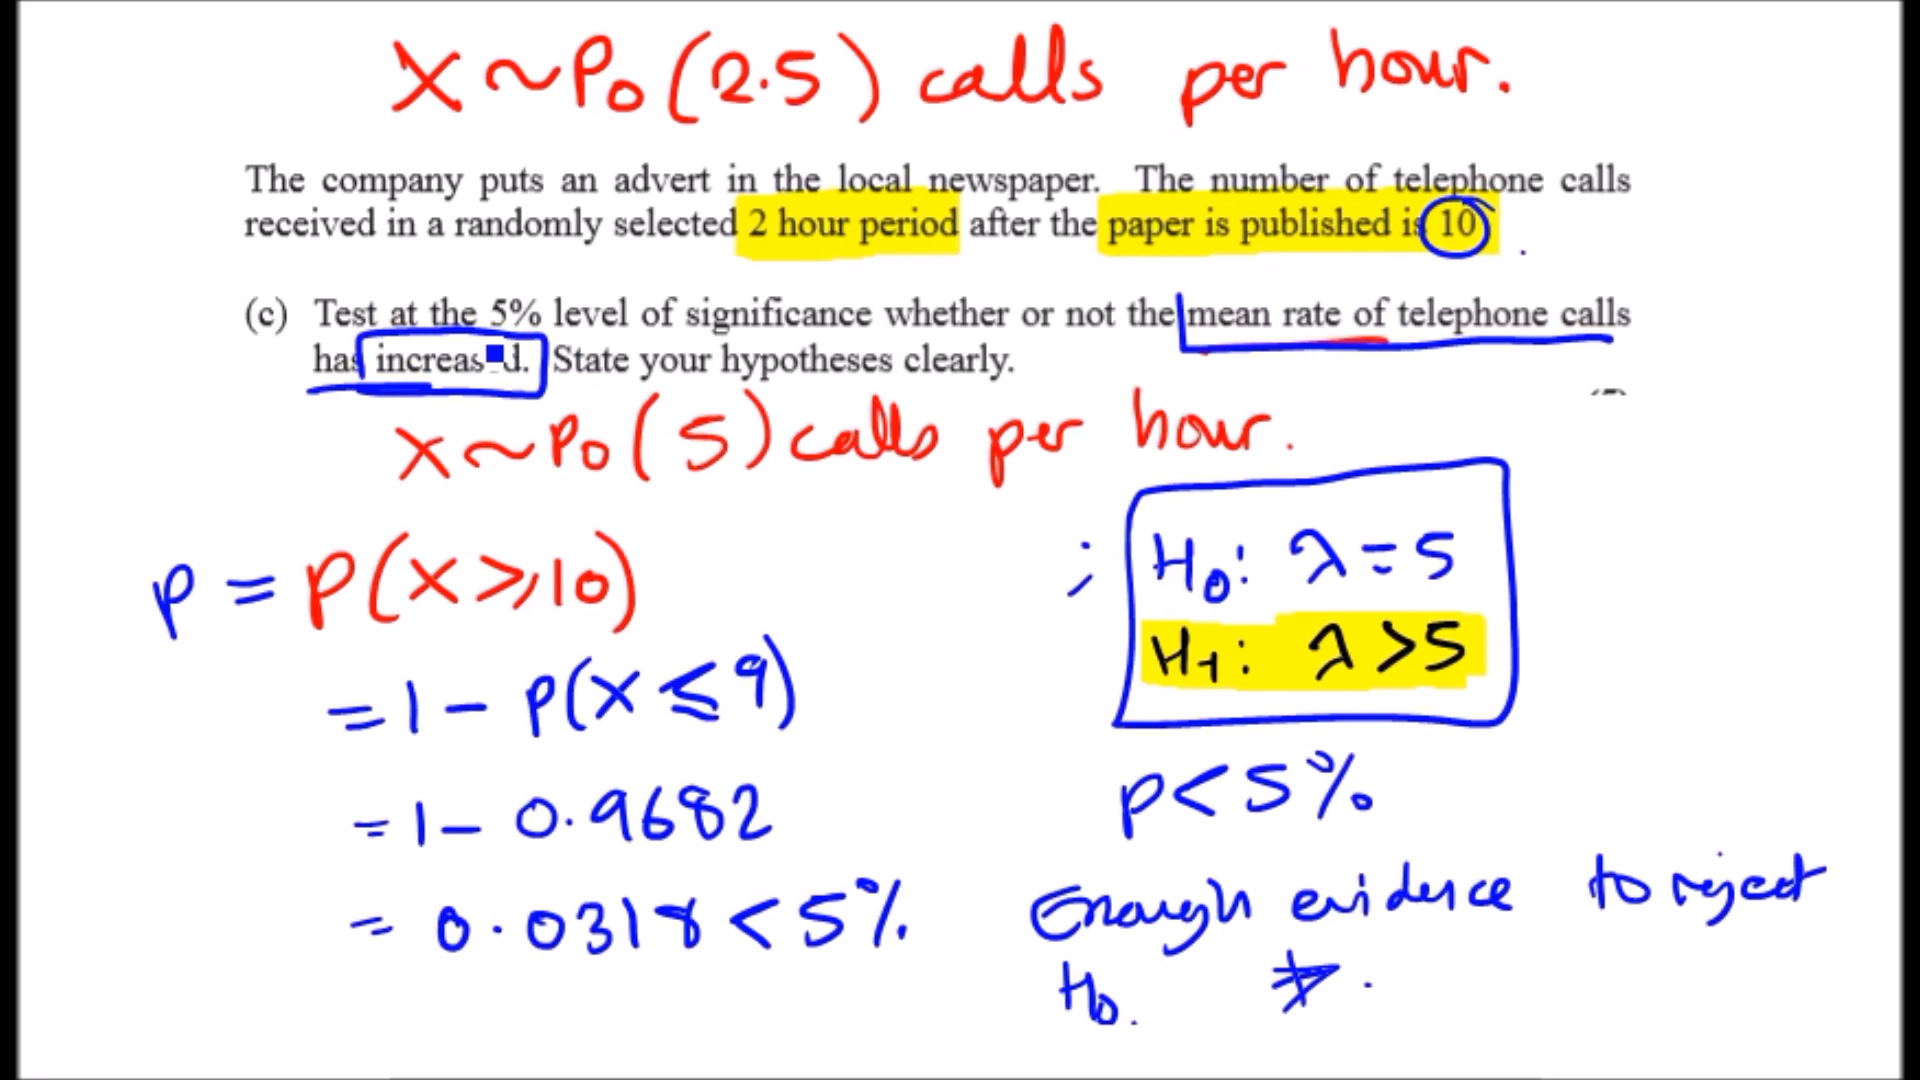 X ~ Po (2.5) calls per hour.
The company puts an advert in the local newspaper. The number of telephone calls
received in a randomly selected 2 hour period after the paper is published is 10
(c) Test at the 5% level of significance whether or not the mean rate of telephone calls
has increas d. State your hypotheses clearly.
X ~ Po (5) calls per hour.
p = P(X ⩾ 10)
= 1 - P(X ⩽ 9)
= 1 - 0.9682
= 0.0318 < 5%.
H₀: λ = 5
H₁: λ > 5
p < 5%
Enough evidence to reject
H₀.